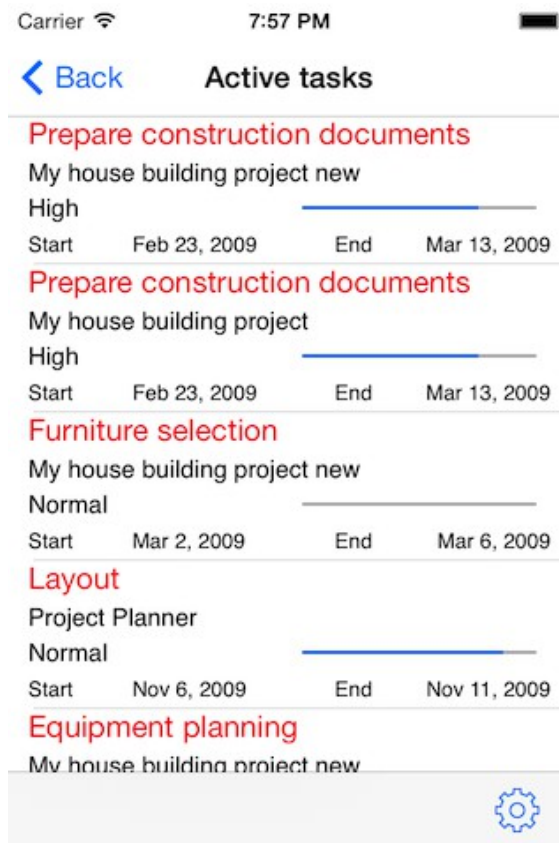 Carrier 7:57 PM
Back Active tasks
Prepare construction documents
My house building project new
High
Start Feb 23, 2009 End Mar 13, 2009
Prepare construction documents
My house building project
High
Start Feb 23, 2009 End Mar 13, 2009
Furniture selection
My house building project new
Normal
Start Mar 2, 2009 End Mar 6, 2009
Layout
Project Planner
Normal
Start Nov 6, 2009 End Nov 11, 2009
Equipment planning
My house building project new